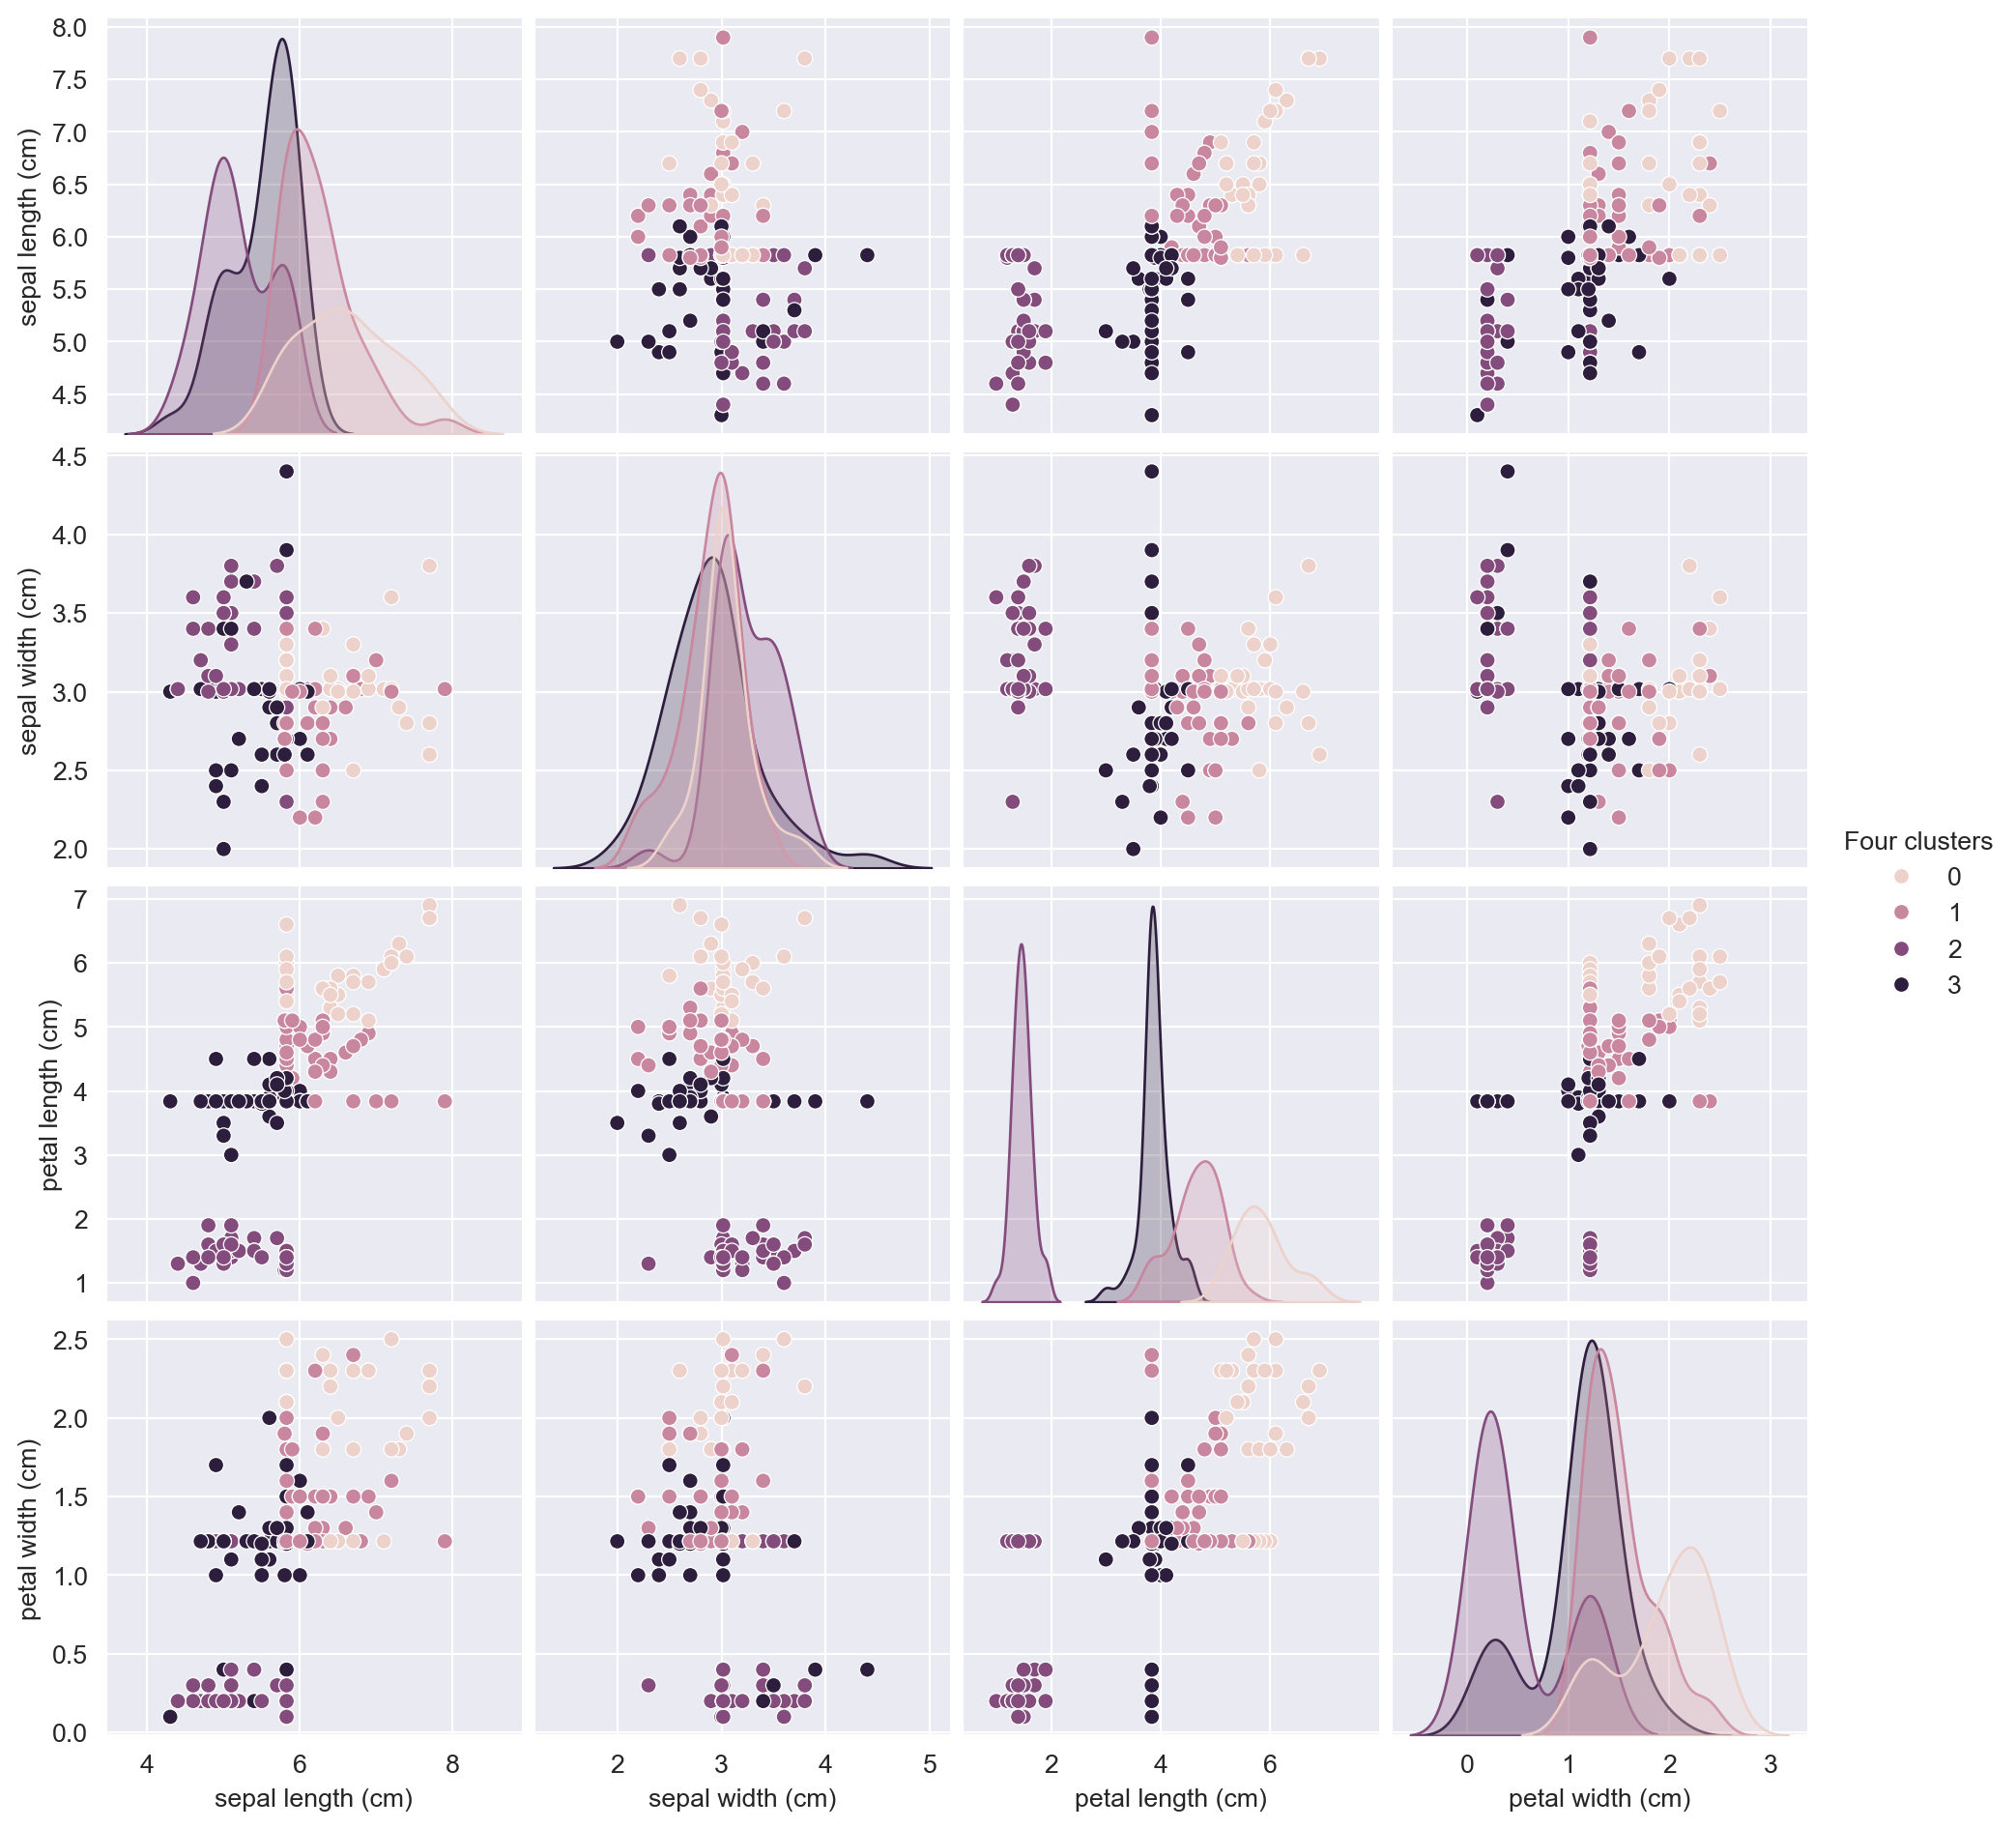 8.0
7.5
7.0
6.5
6.0
5.5
5.0
4.5
sepal length (cm)
4.5
4.0
3.5
3.0
2.5
2.0
sepal width (cm)
Four clusters
0
1
2
3
7
6
5
4
3
2
1
petal length (cm)
2.5
2.0
1.5
1.0
0.5
0.0
petal width (cm)
4 6 8
2 3 4 5
2 4 6
0 1 2 3
sepal length (cm)
sepal width (cm)
petal length (cm)
petal width (cm)